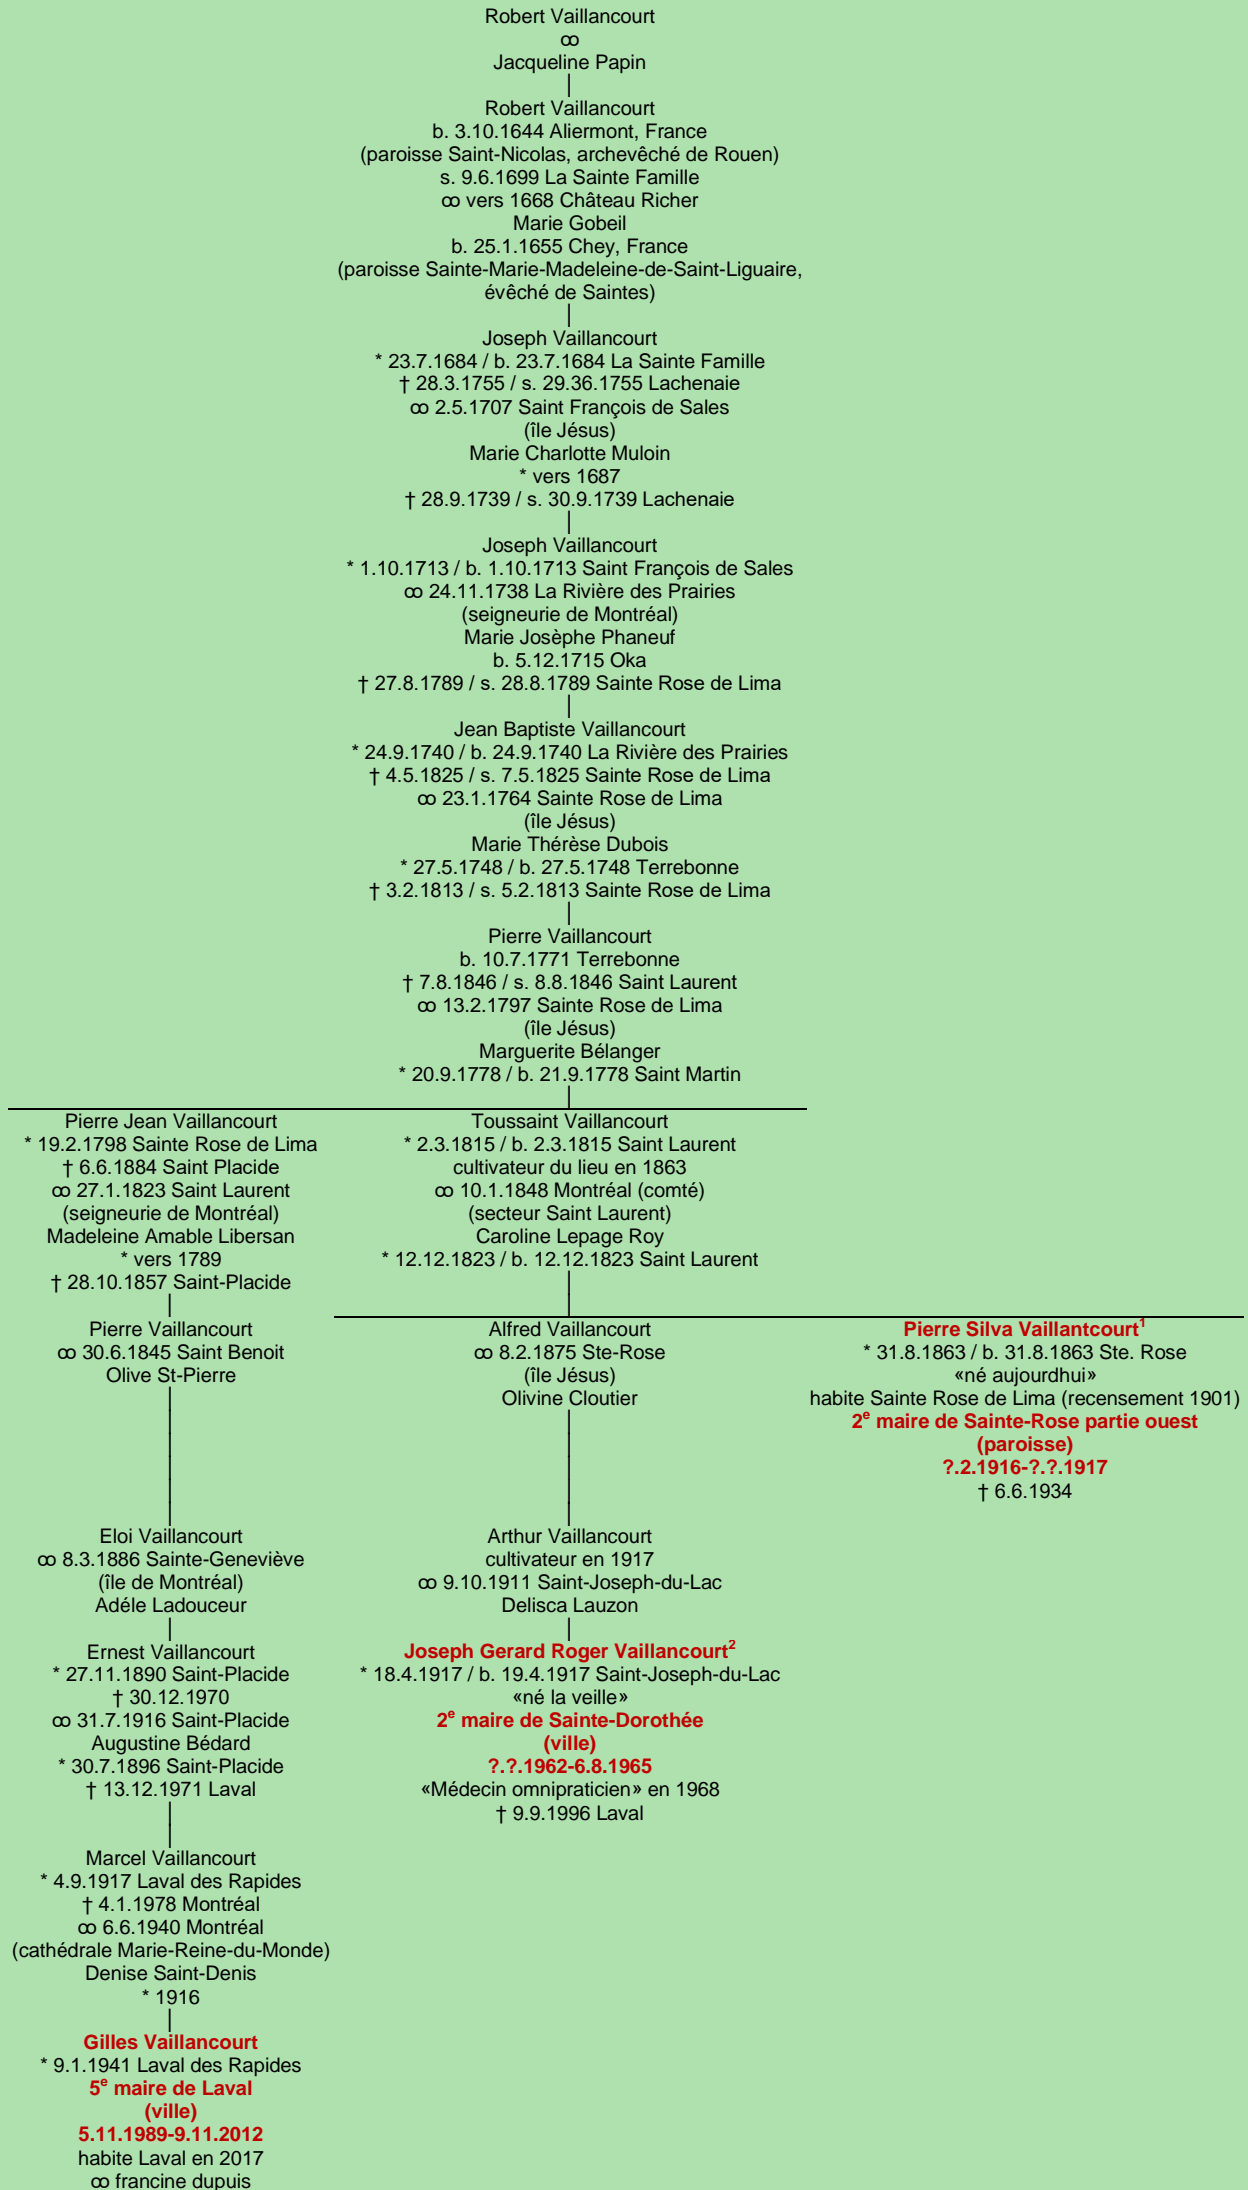 Robert Vaillancourt
∞
Jacqueline Papin
Robert Vaillancourt
b. 3.10.1644 Aliermont, France
(paroisse Saint-Nicolas, archevêché de Rouen)
s. 9.6.1699 La Sainte Famille
∞ vers 1668 Château Richer
Marie Gobeil
b. 25.1.1655 Chey, France
(paroisse Sainte-Marie-Madeleine-de-Saint-Liguaire,
évêché de Saintes)
Joseph Vaillancourt
* 23.7.1684 / b. 23.7.1684 La Sainte Famille
† 28.3.1755 / s. 29.36.1755 Lachenaie
∞ 2.5.1707 Saint François de Sales
(île Jésus)
Marie Charlotte Muloin
* vers 1687
† 28.9.1739 / s. 30.9.1739 Lachenaie
Joseph Vaillancourt
* 1.10.1713 / b. 1.10.1713 Saint François de Sales
∞ 24.11.1738 La Rivière des Prairies
(seigneurie de Montréal)
Marie Josèphe Phaneuf
b. 5.12.1715 Oka
† 27.8.1789 / s. 28.8.1789 Sainte Rose de Lima
Jean Baptiste Vaillancourt
* 24.9.1740 / b. 24.9.1740 La Rivière des Prairies
† 4.5.1825 / s. 7.5.1825 Sainte Rose de Lima
∞ 23.1.1764 Sainte Rose de Lima
(île Jésus)
Marie Thérèse Dubois
* 27.5.1748 / b. 27.5.1748 Terrebonne
† 3.2.1813 / s. 5.2.1813 Sainte Rose de Lima
Pierre Vaillancourt
b. 10.7.1771 Terrebonne
† 7.8.1846 / s. 8.8.1846 Saint Laurent
∞ 13.2.1797 Sainte Rose de Lima
(île Jésus)
Marguerite Bélanger
* 20.9.1778 / b. 21.9.1778 Saint Martin
Pierre Jean Vaillancourt
* 19.2.1798 Sainte Rose de Lima
† 6.6.1884 Saint Placide
∞ 27.1.1823 Saint Laurent
(seigneurie de Montréal)
Madeleine Amable Libersan
* vers 1789
† 28.10.1857 Saint-Placide
Toussaint Vaillancourt
* 2.3.1815 / b. 2.3.1815 Saint Laurent
cultivateur du lieu en 1863
∞ 10.1.1848 Montréal (comté)
(secteur Saint Laurent)
Caroline Lepage Roy
* 12.12.1823 / b. 12.12.1823 Saint Laurent
Pierre Vaillancourt
∞ 30.6.1845 Saint Benoit
Olive St-Pierre
Alfred Vaillancourt
∞ 8.2.1875 Ste-Rose
(île Jésus)
Olivine Cloutier
Pierre Silva Vaillantcourt¹
* 31.8.1863 / b. 31.8.1863 Ste. Rose
«né aujourdhui»
habite Sainte Rose de Lima (recensement 1901)
2ᵉ maire de Sainte-Rose partie ouest
(paroisse)
?.2.1916-?.?.1917
† 6.6.1934
Eloi Vaillancourt
∞ 8.3.1886 Sainte-Geneviève
(île de Montréal)
Adéle Ladouceur
Arthur Vaillancourt
cultivateur en 1917
∞ 9.10.1911 Saint-Joseph-du-Lac
Delisca Lauzon
Ernest Vaillancourt
* 27.11.1890 Saint-Placide
† 30.12.1970
∞ 31.7.1916 Saint-Placide
Augustine Bédard
* 30.7.1896 Saint-Placide
† 13.12.1971 Laval
Joseph Gerard Roger Vaillancourt²
* 18.4.1917 / b. 19.4.1917 Saint-Joseph-du-Lac
«né la veille»
2ᵉ maire de Sainte-Dorothée
(ville)
?.?.1962-6.8.1965
«Médecin omnipraticien» en 1968
† 9.9.1996 Laval
Marcel Vaillancourt
* 4.9.1917 Laval des Rapides
† 4.1.1978 Montréal
∞ 6.6.1940 Montréal
(cathédrale Marie-Reine-du-Monde)
Denise Saint-Denis
* 1916
Gilles Vaillancourt
* 9.1.1941 Laval des Rapides
5ᵉ maire de Laval
(ville)
5.11.1989-9.11.2012
habite Laval en 2017
∞ francine dupuis